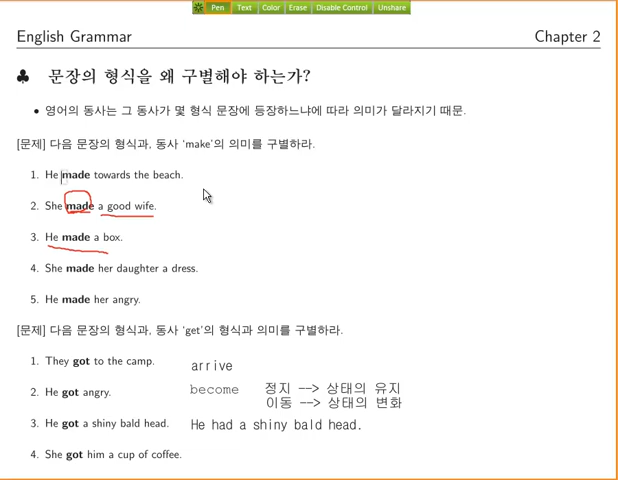 Pen Text Color Erase Disable Control Unshare
English Grammar Chapter 2
♣ 문장의 형식을 왜 구별해야 하는가?
• 영어의 동사는 그 동사가 몇 형식 문장에 등장하느냐에 따라 의미가 달라지기 때문.
[문제] 다음 문장의 형식과, 동사 ‘make’의 의미를 구별하라.
1. He made towards the beach.
2. She made a good wife.
3. He made a box.
4. She made her daughter a dress.
5. He made her angry.
[문제] 다음 문장의 형식과, 동사 ‘get’의 형식과 의미를 구별하라.
1. They got to the camp. arrive
2. He got angry. become 정지 --> 상태의 유지
이동 --> 상태의 변화
3. He got a shiny bald head. He had a shiny bald head.
4. She got him a cup of coffee.